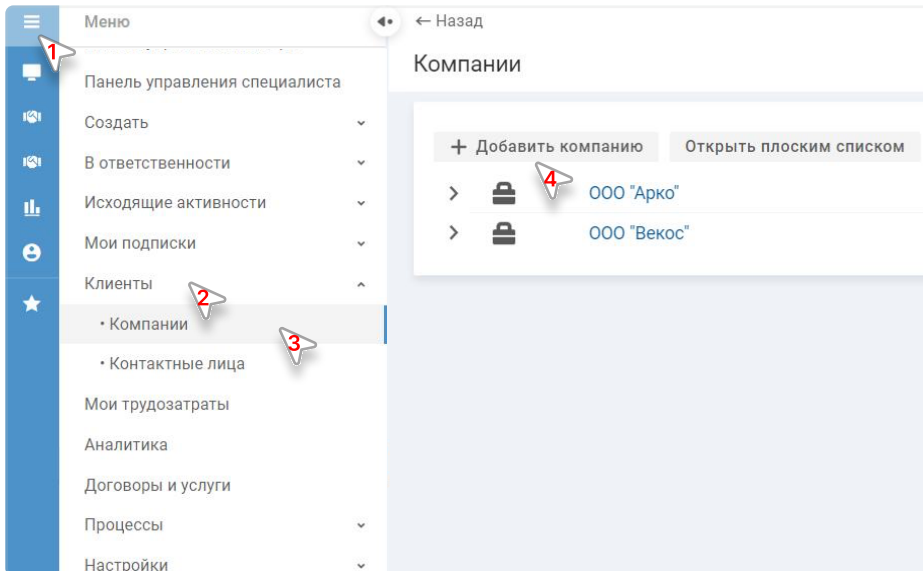 Меню
← Назад
1
Компании
Панель управления специалиста
Создать
+ Добавить компанию
Открыть плоским списком
В ответственности
4
ООО "Арко"
Исходящие активности
ООО "Векос"
Мои подписки
Клиенты
2
• Компании
3
• Контактные лица
Мои трудозатраты
Аналитика
Договоры и услуги
Процессы
Настройки